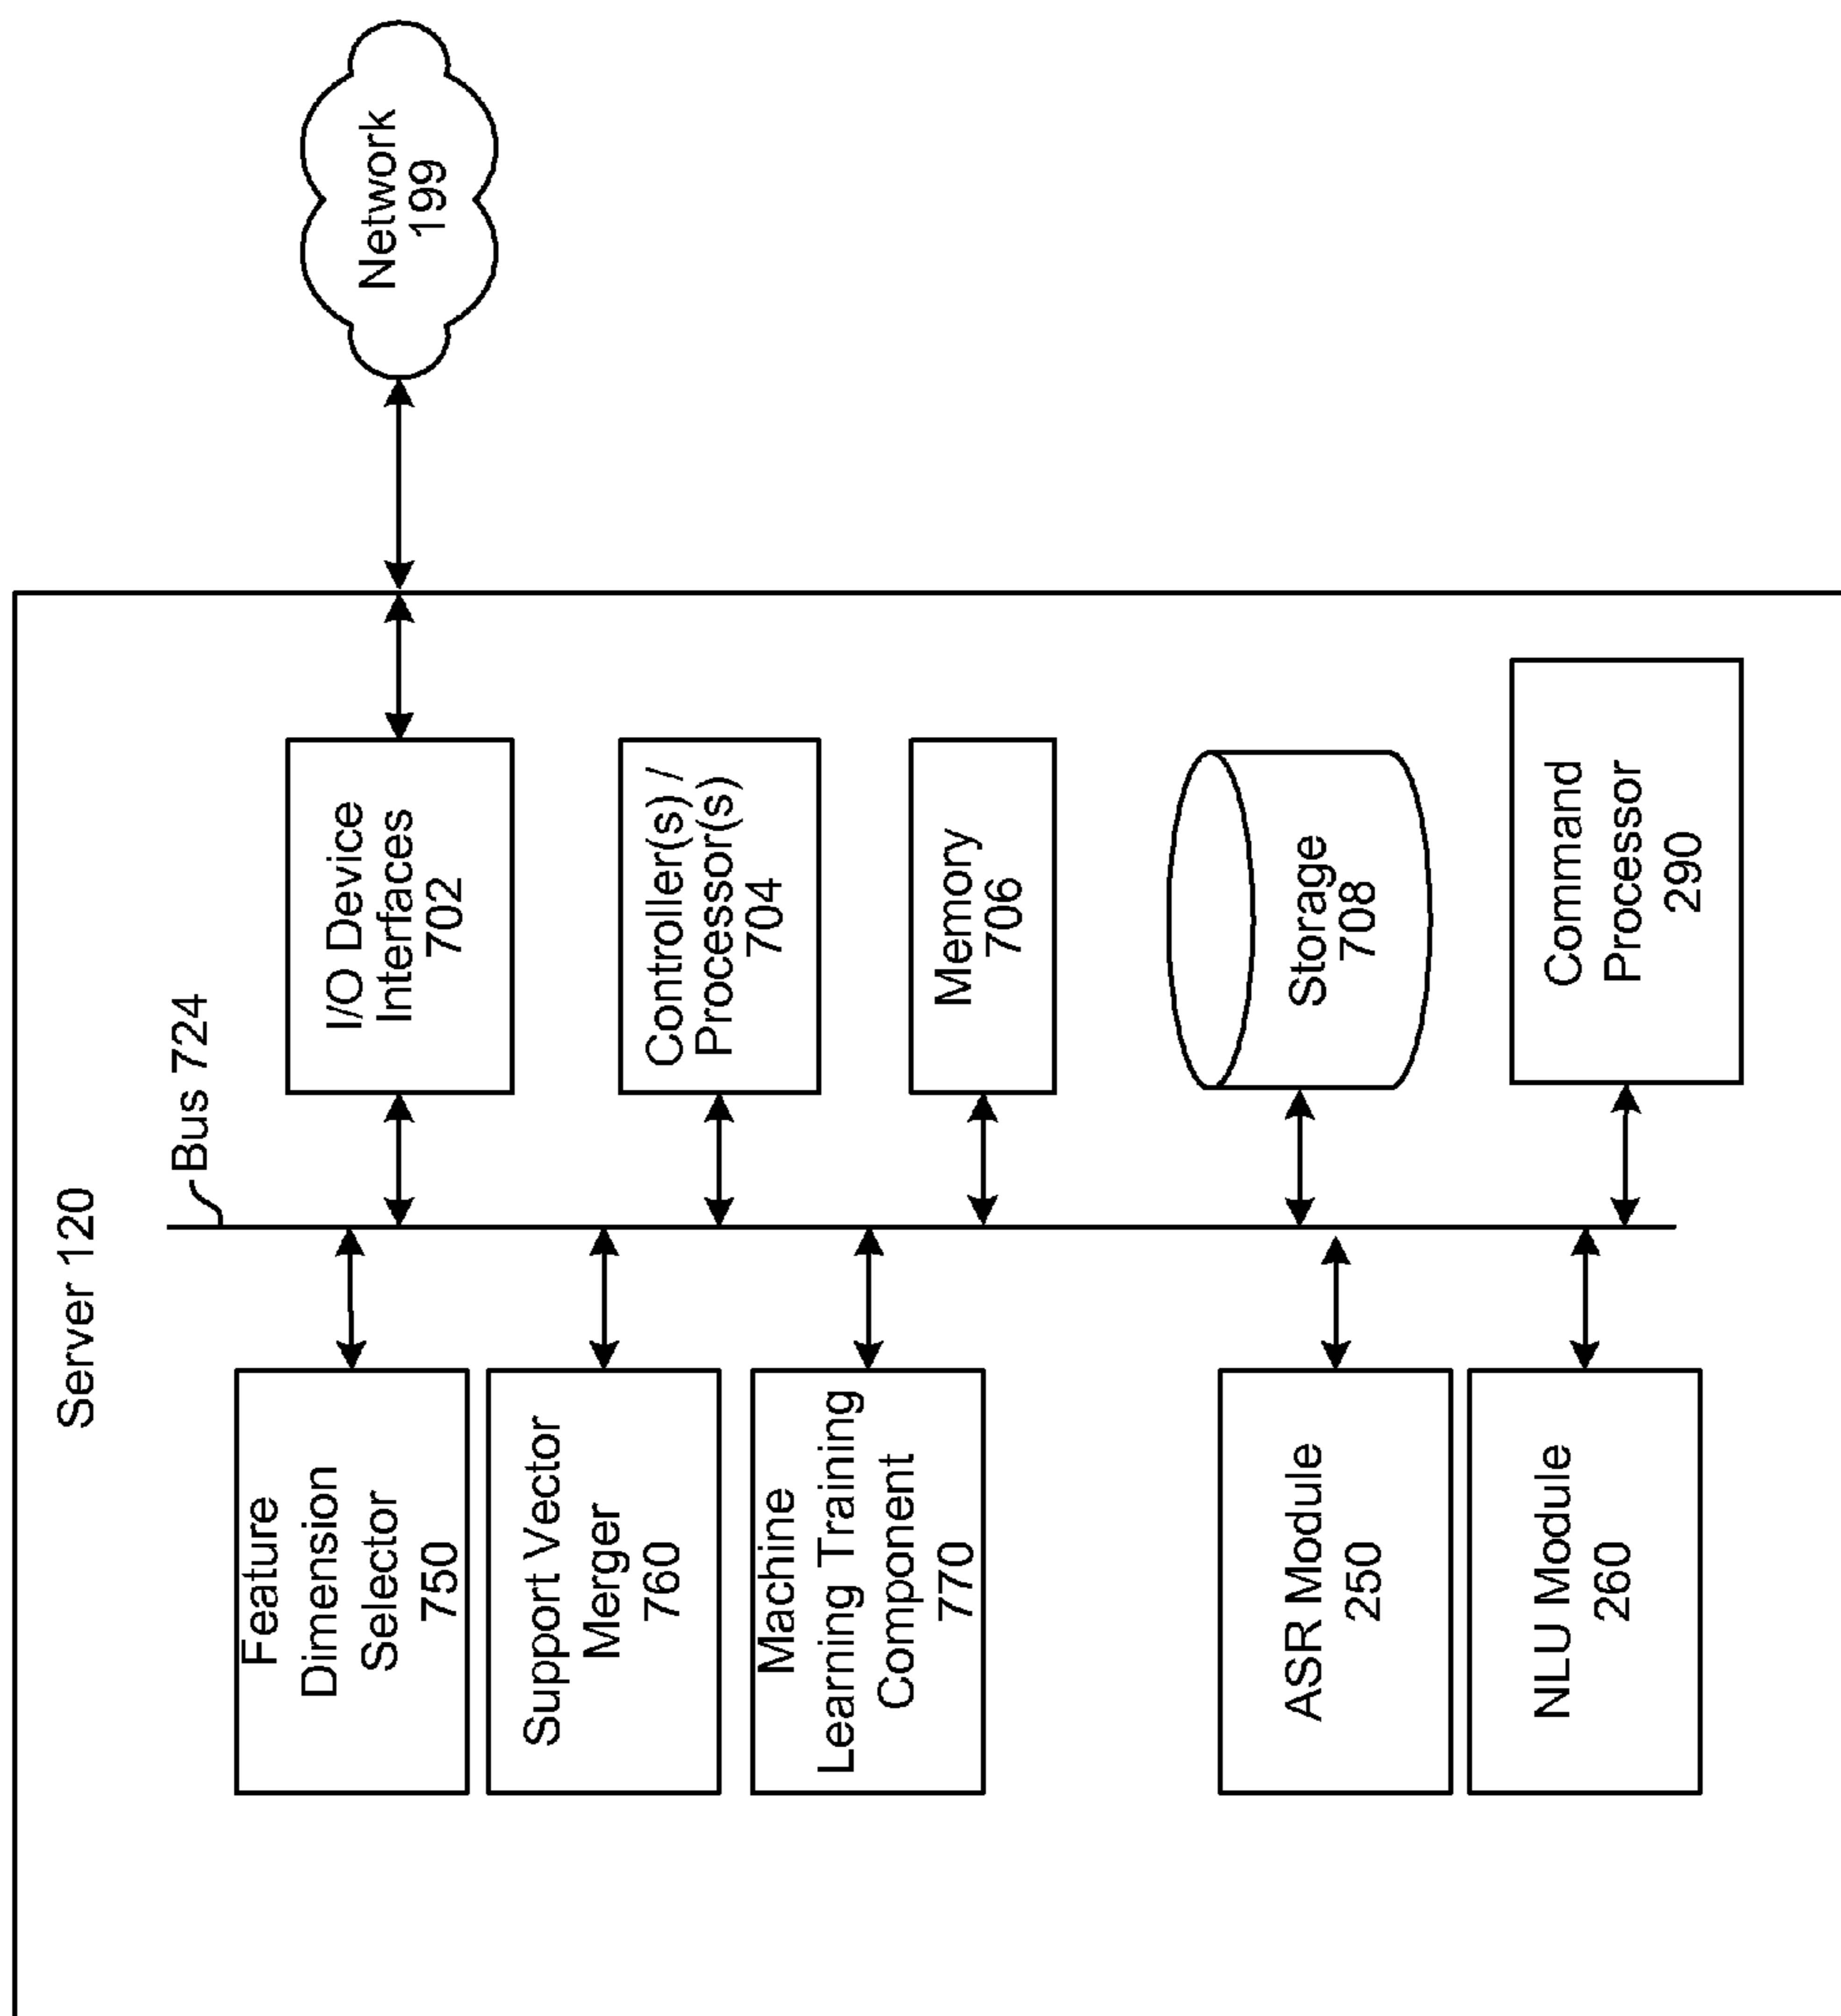 Server 120
Bus 724
Network
199
I/O Device
Interfaces
702
Controller(s) /
Processor(s)
704
Memory
706
Storage
708
Command
Processor
290
Feature
Dimension
Selector
750
Support Vector
Merger
760
Machine
Learning Training
Component
770
ASR Module
250
NLU Module
260